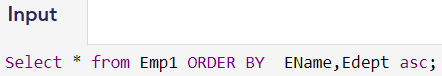 Input
Select * from Emp1 ORDER BY  EName,Edept asc;